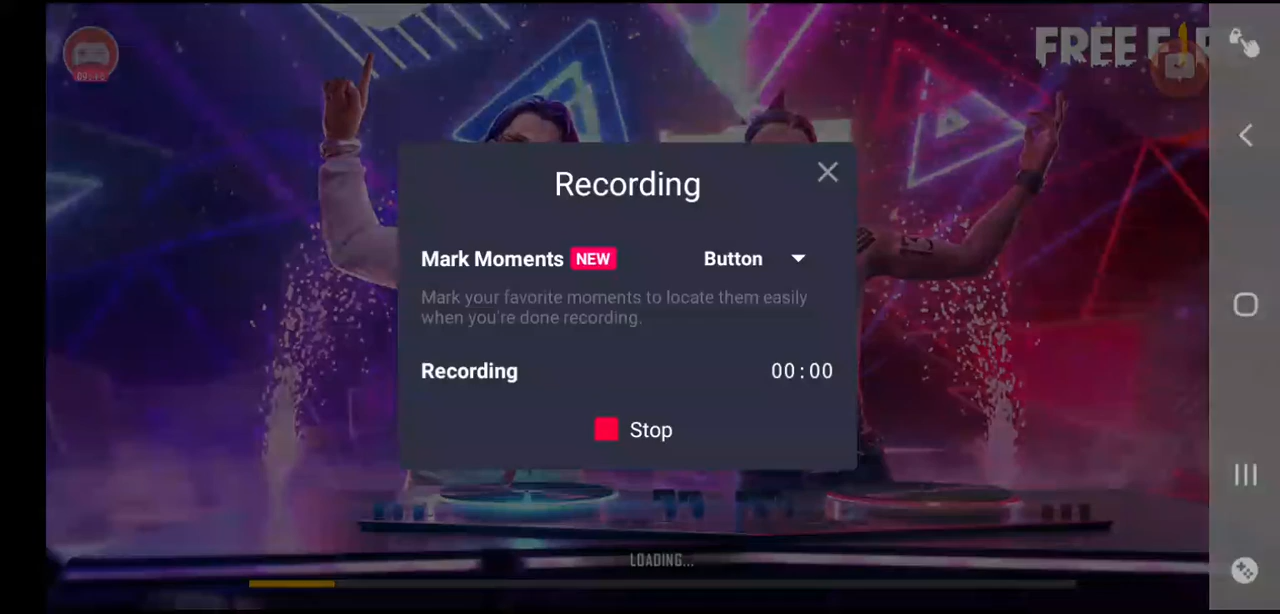 FREE F
Recording
Mark Moments NEW
Button
Mark your favorite moments to locate them easily
when you're done recording.
Recording
00:00
Stop
LOADING...